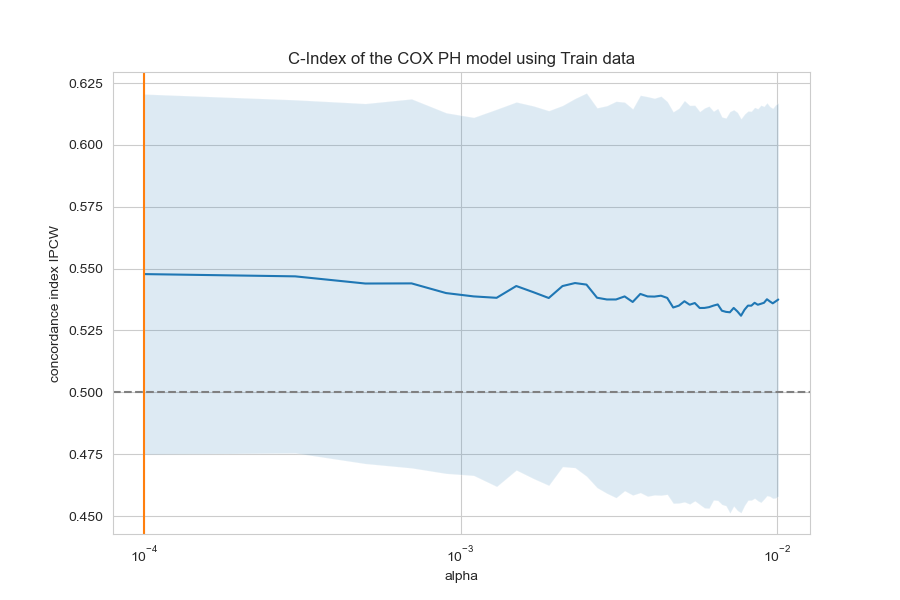 C-Index of the COX PH model using Train data
concordance index IPCW
0.625
0.600
0.575
0.550
0.525
0.500
0.475
0.450
10⁻⁴ 10⁻³ 10⁻²
alpha